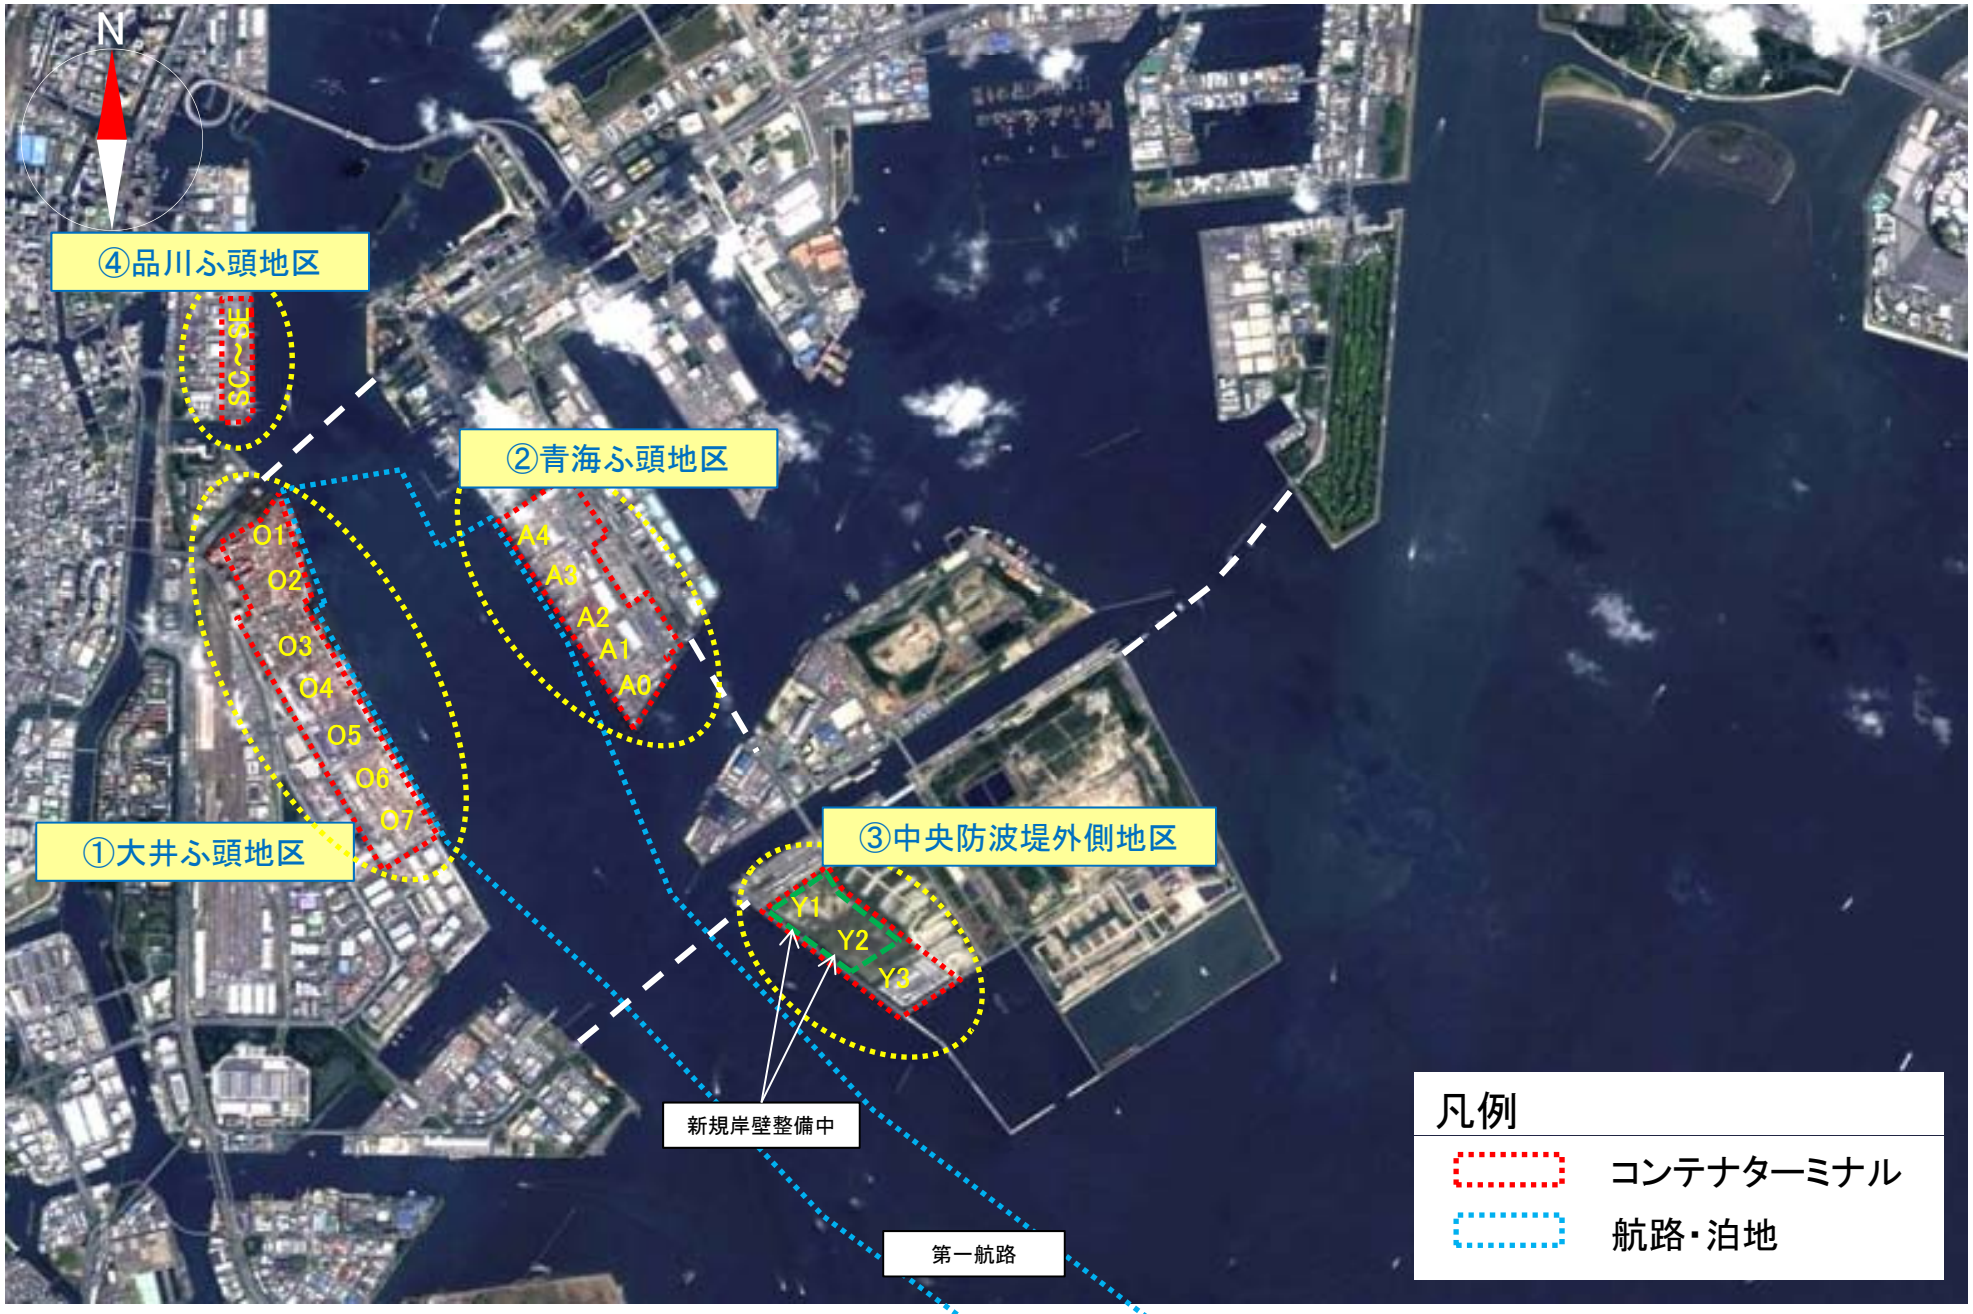 N
④品川ふ頭地区
SC~SE
②青海ふ頭地区
A4
A3
A2
A1
A0
O1
O2
O3
O4
O5
O6
O7
①大井ふ頭地区
③中央防波堤外側地区
Y1
Y2
Y3
新規岸壁整備中
第一航路
凡例
コンテナターミナル
航路・泊地